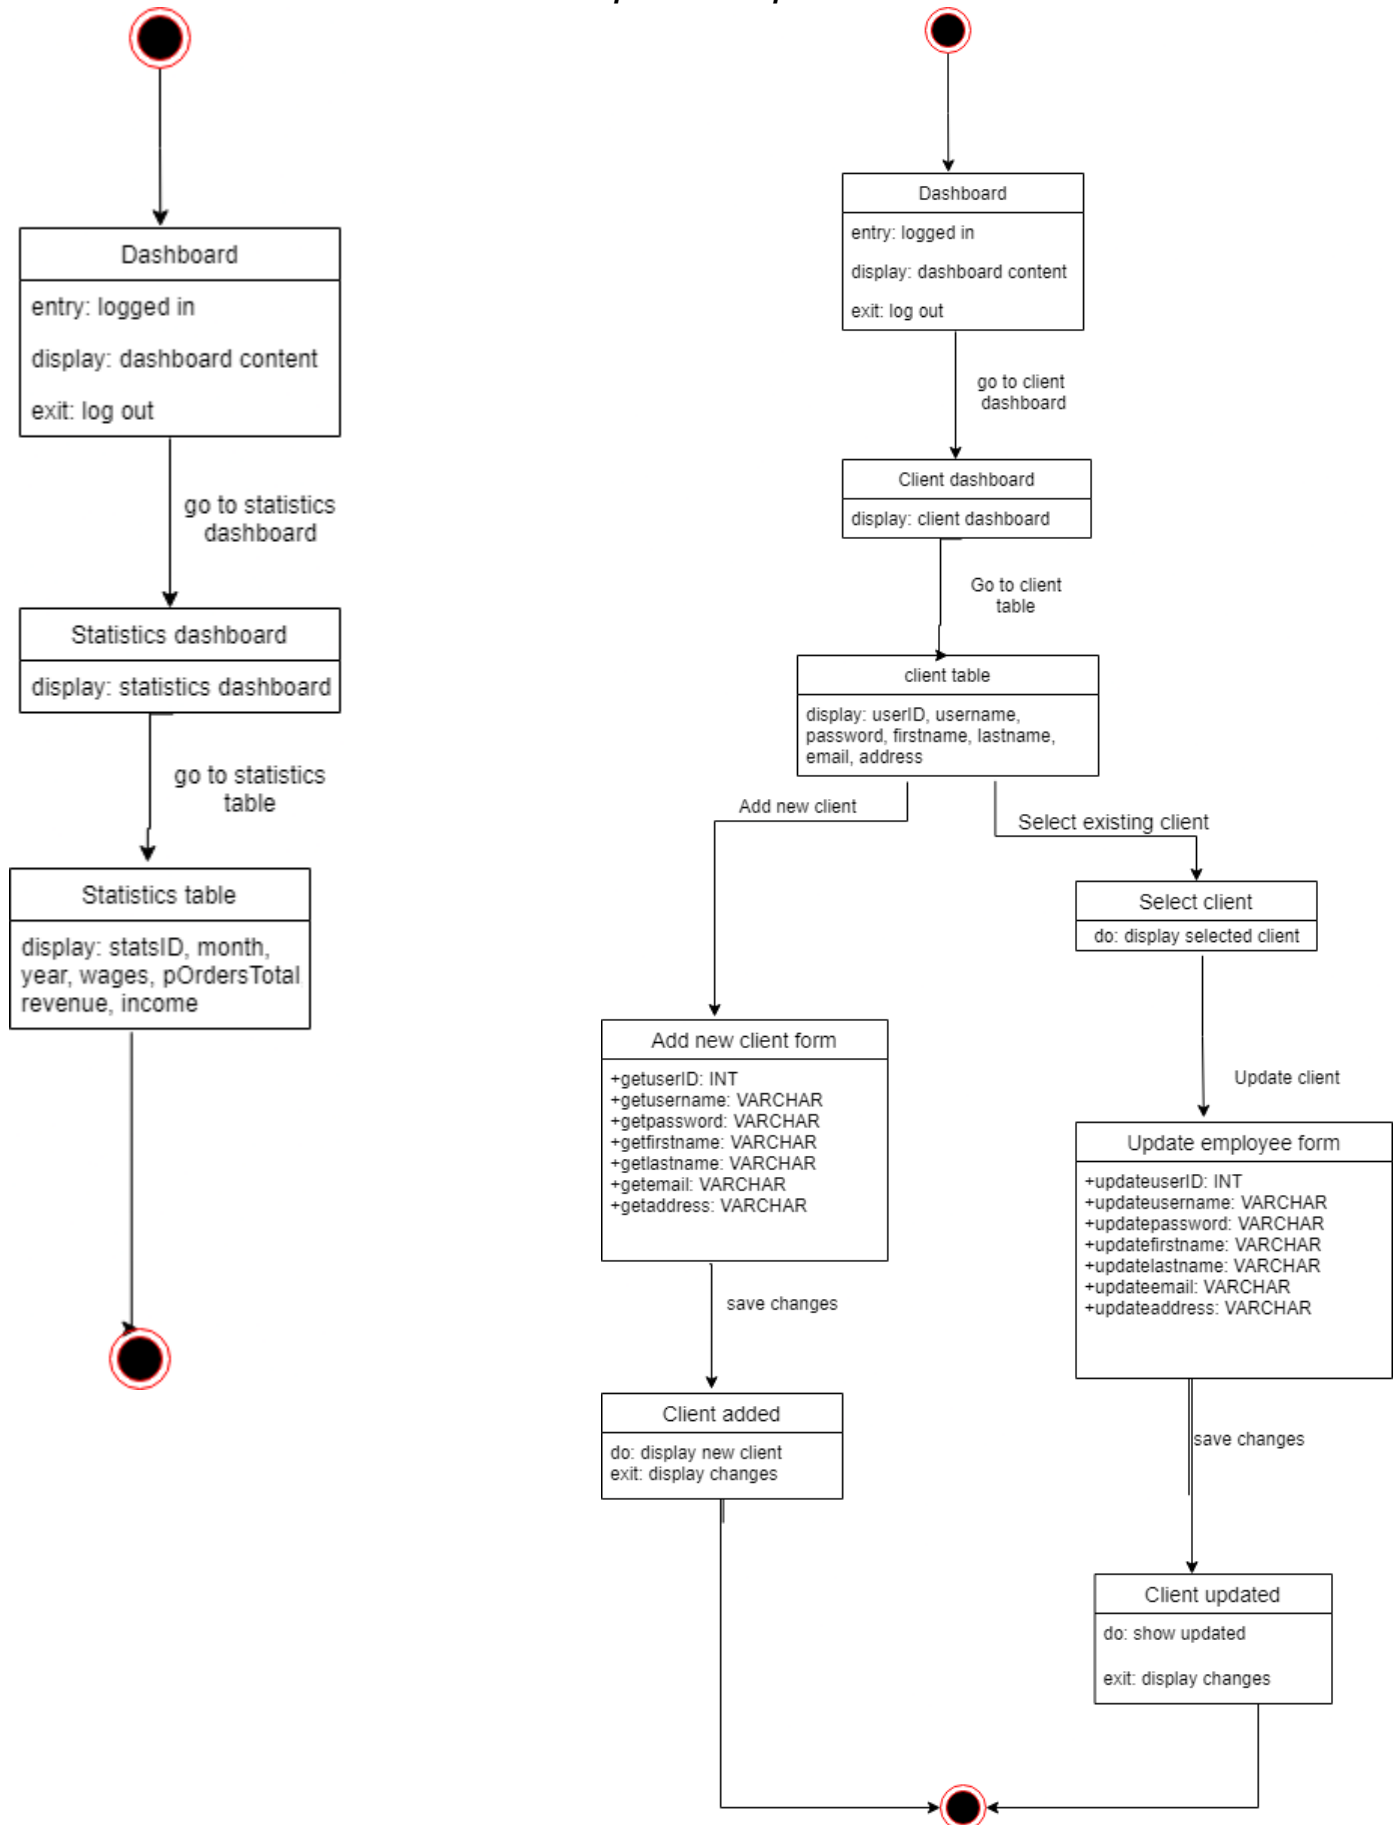 Dashboard
entry: logged in
display: dashboard content
exit: log out
go to statistics
dashboard
Statistics dashboard
display: statistics dashboard
go to statistics
table
Statistics table
display: statsID, month,
year, wages, pOrdersTotal
revenue, income
Dashboard
entry: logged in
display: dashboard content
exit: log out
go to client
dashboard
Client dashboard
display: client dashboard
Go to client
table
client table
display: userID, username,
password, firstname, lastname,
email, address
Add new client
Select existing client
Select client
do: display selected client
Add new client form
+getuserID: INT
+getusername: VARCHAR
+getpassword: VARCHAR
+getfirstname: VARCHAR
+getlastname: VARCHAR
+getemail: VARCHAR
+getaddress: VARCHAR
Update client
Update employee form
+updateuserID: INT
+updateusername: VARCHAR
+updatepassword: VARCHAR
+updatefirstname: VARCHAR
+updatelastname: VARCHAR
+updateemail: VARCHAR
+updateaddress: VARCHAR
save changes
Client added
do: display new client
exit: display changes
save changes
Client updated
do: show updated
exit: display changes